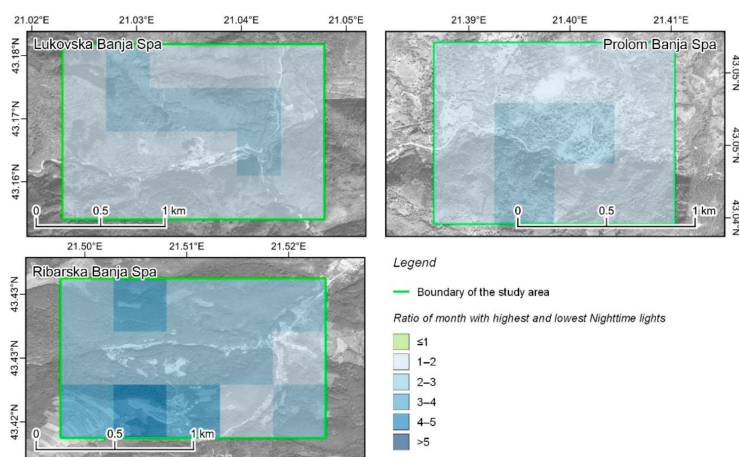 21.02°E 21.03°E 21.04°E 21.05°E
Lukovska Banja Spa
43.18°N
43.17°N
43.16°N
0 0.5 1 km
21.39°E 21.40°E 21.41°E
Prolom Banja Spa
43.05°N
43.05°N
43.04°N
0 0.5 1 km
21.50°E 21.51°E 21.52°E
Ribarska Banja Spa
43.43°N
43.43°N
43.42°N
0 0.5 1 km
Legend
Boundary of the study area
Ratio of month with highest and lowest Nighttime lights
≤1
1–2
2–3
3–4
4–5
>5